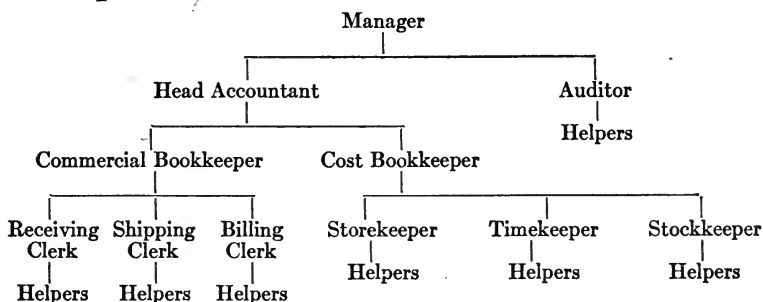 Manager
Head Accountant Auditor
Helpers
Commercial Bookkeeper Cost Bookkeeper
Receiving Shipping Billing Storekeeper Timekeeper Stockkeeper
Clerk Clerk Clerk
Helpers Helpers Helpers
Helpers Helpers Helpers